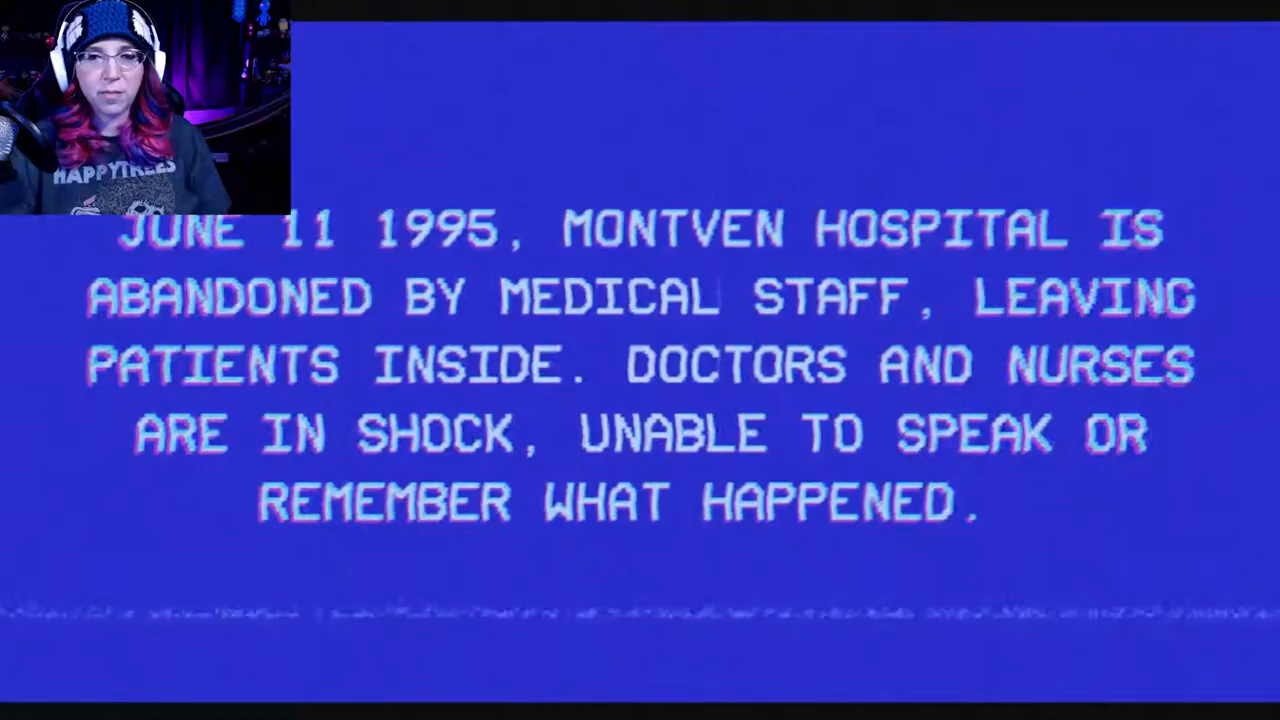 HAPPYTREES
JUNE 11 1995, MONTVEN HOSPITAL IS
ABANDONED BY MEDICAL STAFF, LEAVING
PATIENTS INSIDE. DOCTORS AND NURSES
ARE IN SHOCK, UNABLE TO SPEAK OR
REMEMBER WHAT HAPPENED.